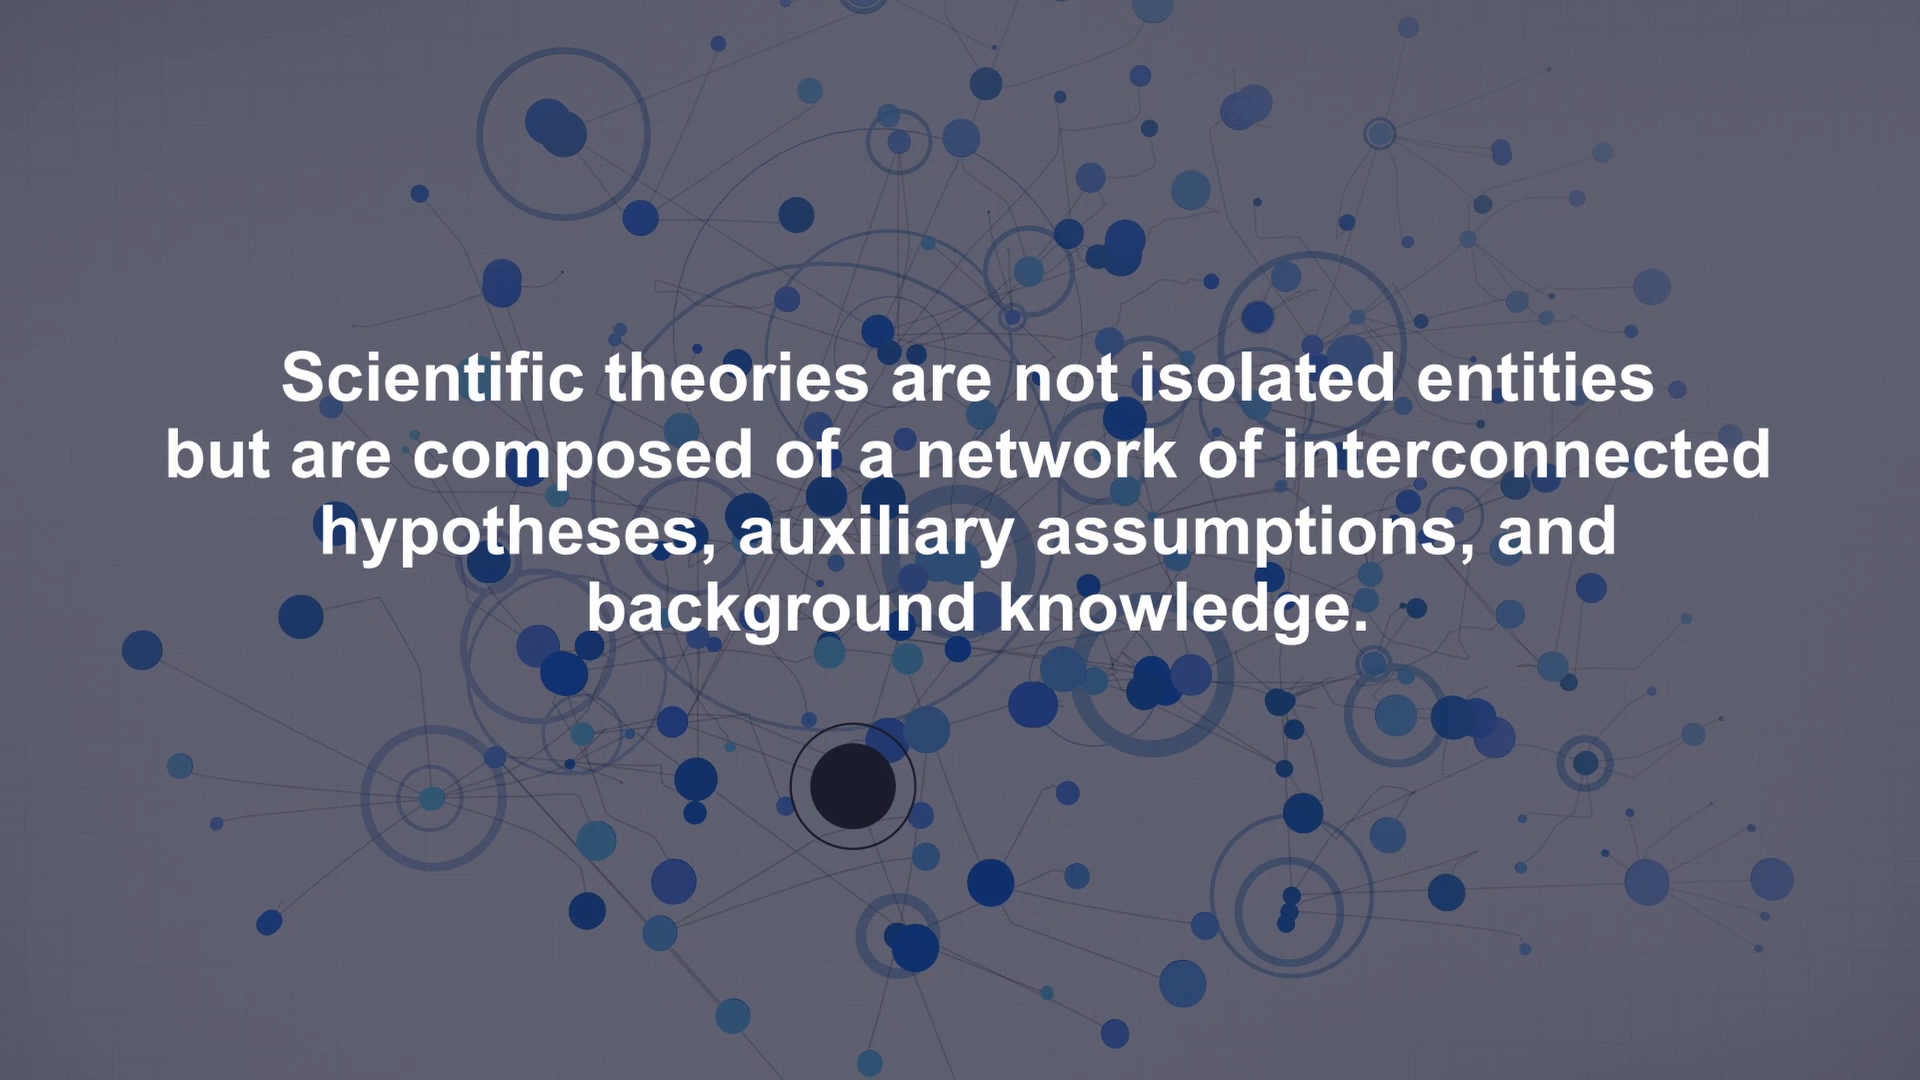 Scientific theories are not isolated entities
but are composed of a network of interconnected
hypotheses, auxiliary assumptions, and
background knowledge.